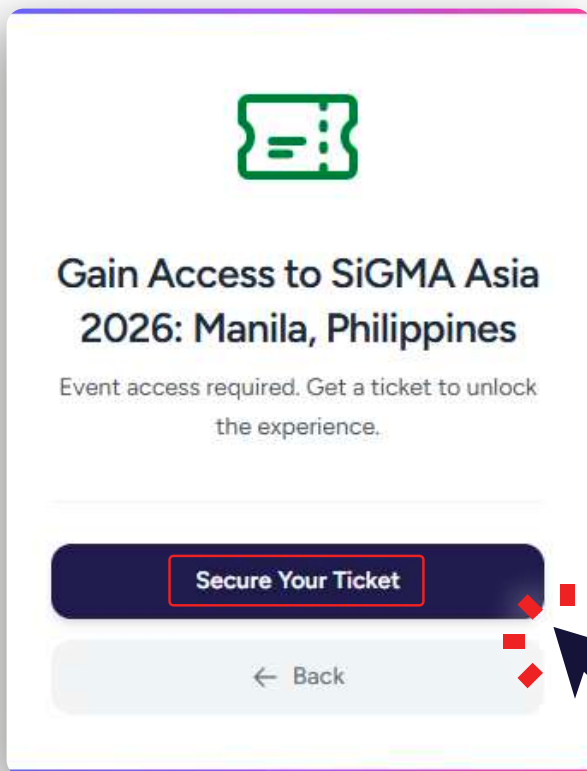 Gain Access to SiGMA Asia
2026: Manila, Philippines
Event access required. Get a ticket to unlock
the experience.
Secure Your Ticket
← Back